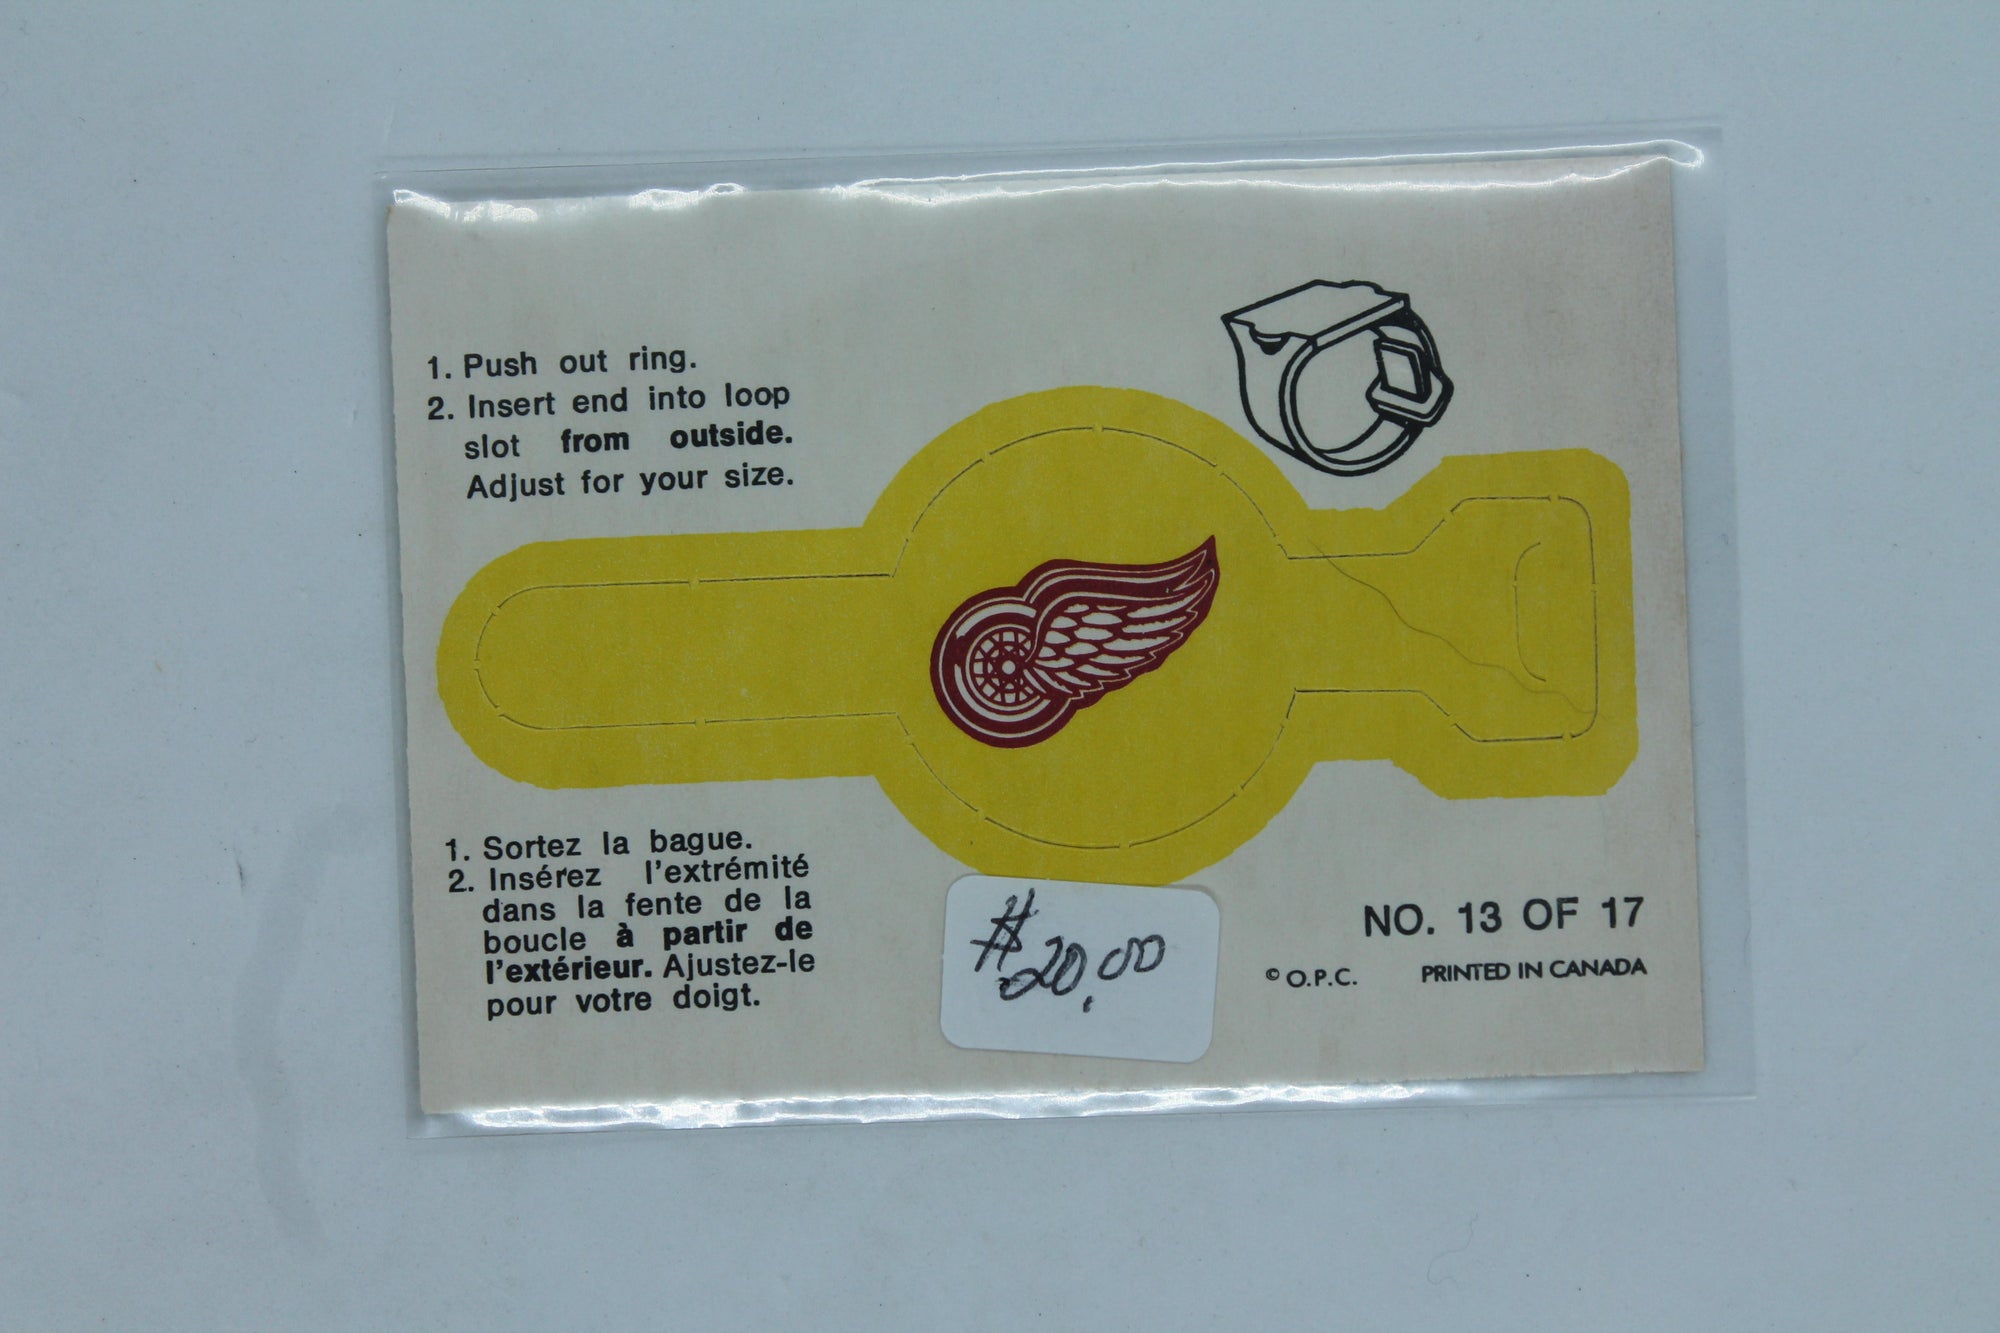 1. Push out ring.
2. Insert end into loop
slot from outside.
Adjust for your size.
1. Sortez la bague.
2. Insérez l'extrémité
dans la fente de la
boucle à partir de
l'extérieur. Ajustez-le
pour votre doigt.
#20.00
NO. 13 OF 17
© O.P.C. PRINTED IN CANADA